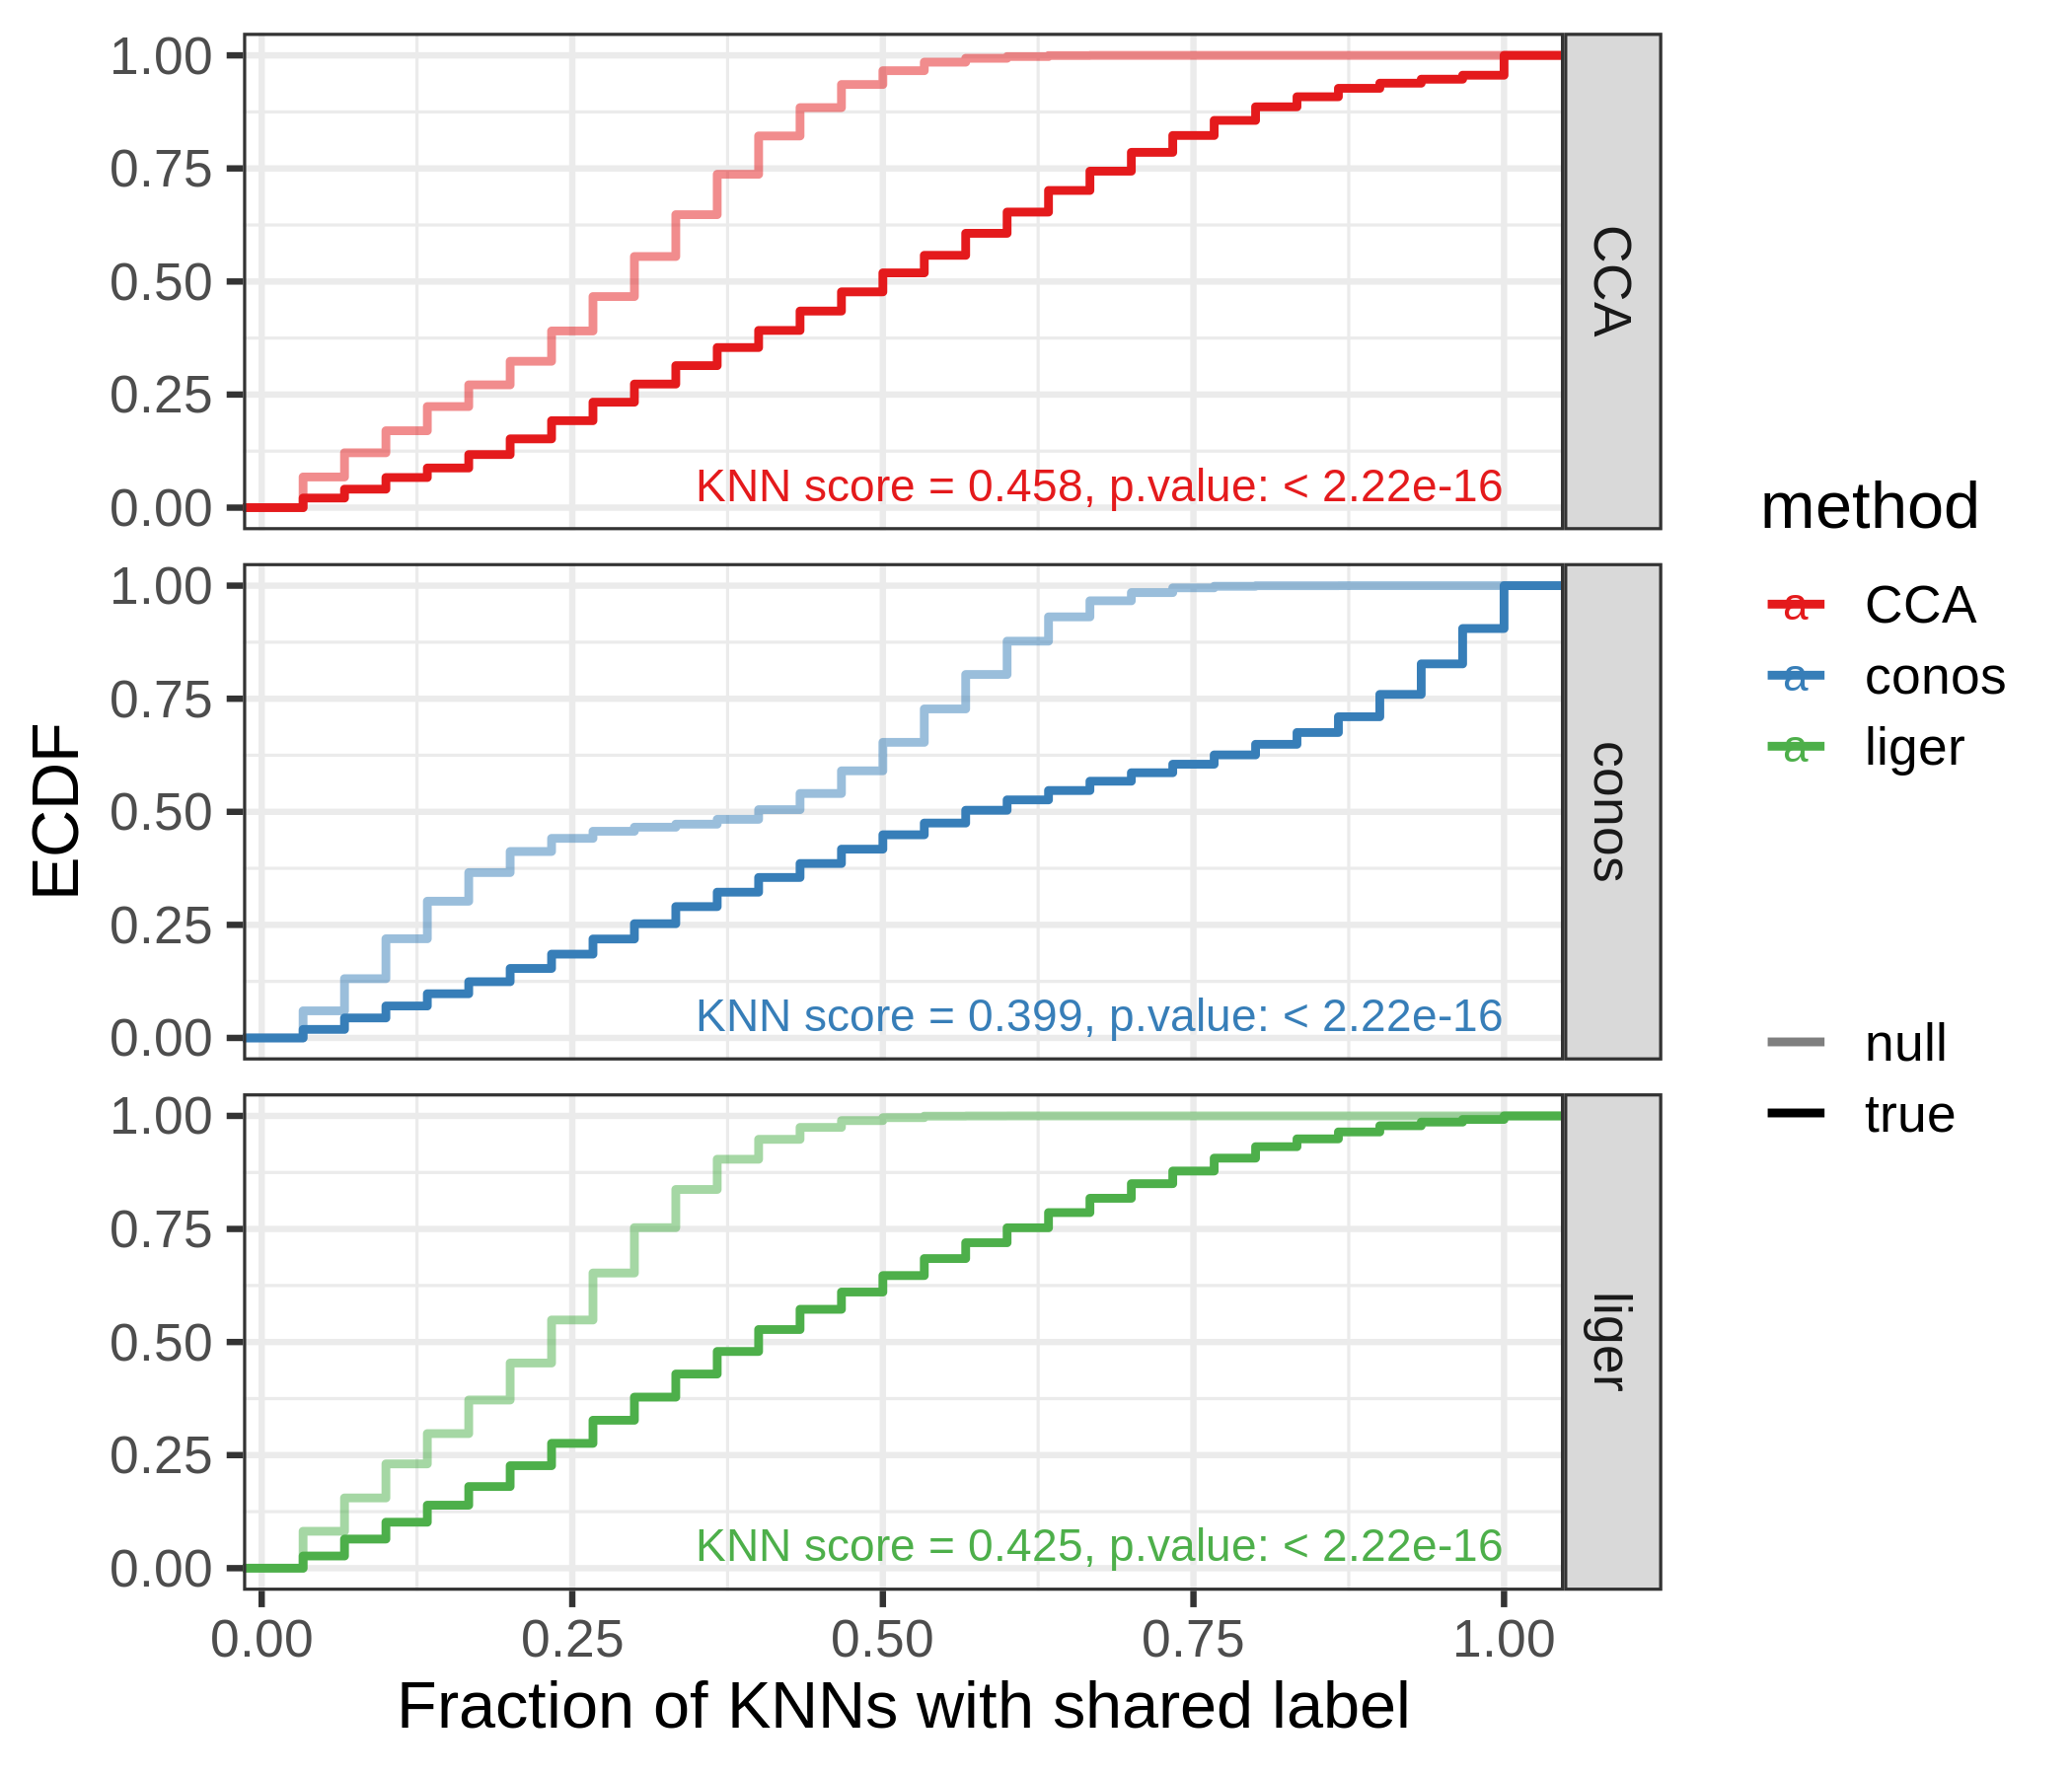 1.00
0.75
0.50
0.25
0.00
KNN score = 0.458, p.value: < 2.22e-16
CCA
1.00
0.75
0.50
0.25
0.00
KNN score = 0.399, p.value: < 2.22e-16
conos
1.00
0.75
0.50
0.25
0.00
KNN score = 0.425, p.value: < 2.22e-16
liger
ECDF
0.00 0.25 0.50 0.75 1.00
Fraction of KNNs with shared label
method
a CCA
a conos
a liger
null
true